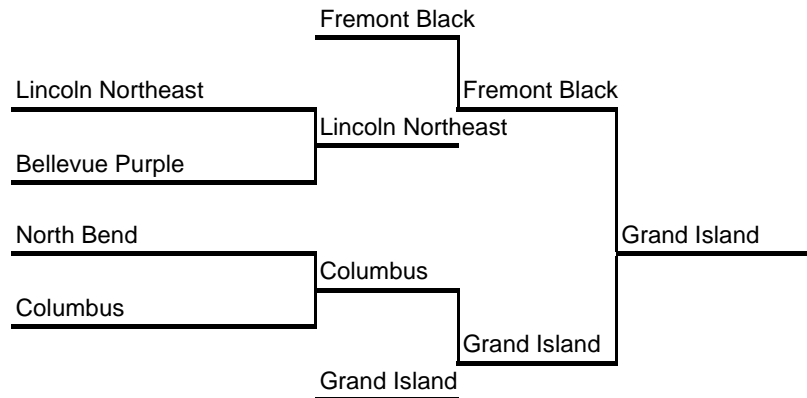 Fremont Black
Lincoln Northeast
Fremont Black
Lincoln Northeast
Bellevue Purple
North Bend
Grand Island
Columbus
Columbus
Grand Island
Grand Island